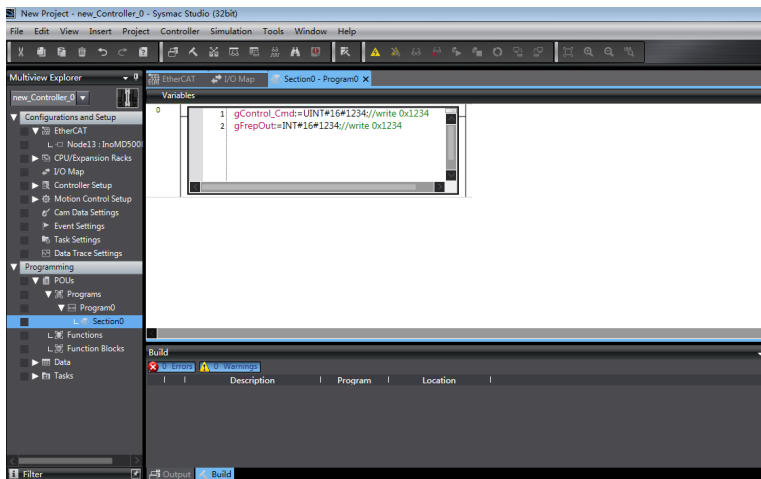 New Project - new_Controller_0 - Sysmac Studio (32bit)
File Edit View Insert Project Controller Simulation Tools Window Help
Multiview Explorer
new_Controller_0
Configurations and Setup
EtherCAT
Node13 : InoMD500
CPU/Expansion Racks
I/O Map
Controller Setup
Motion Control Setup
Cam Data Settings
Event Settings
Task Settings
Data Trace Settings
Programming
POUs
Programs
Program0
Section0
Functions
Function Blocks
Data
Tasks
Filter
EtherCAT I/O Map Section0 - Program0 X
Variables
0
1 gControl_Cmd:=UINT#16#1234;//write 0x1234
2 gFrepOut:=INT#16#1234;//write 0x1234
Build
0 Errors 0 Warnings
Description Program Location
Output Build